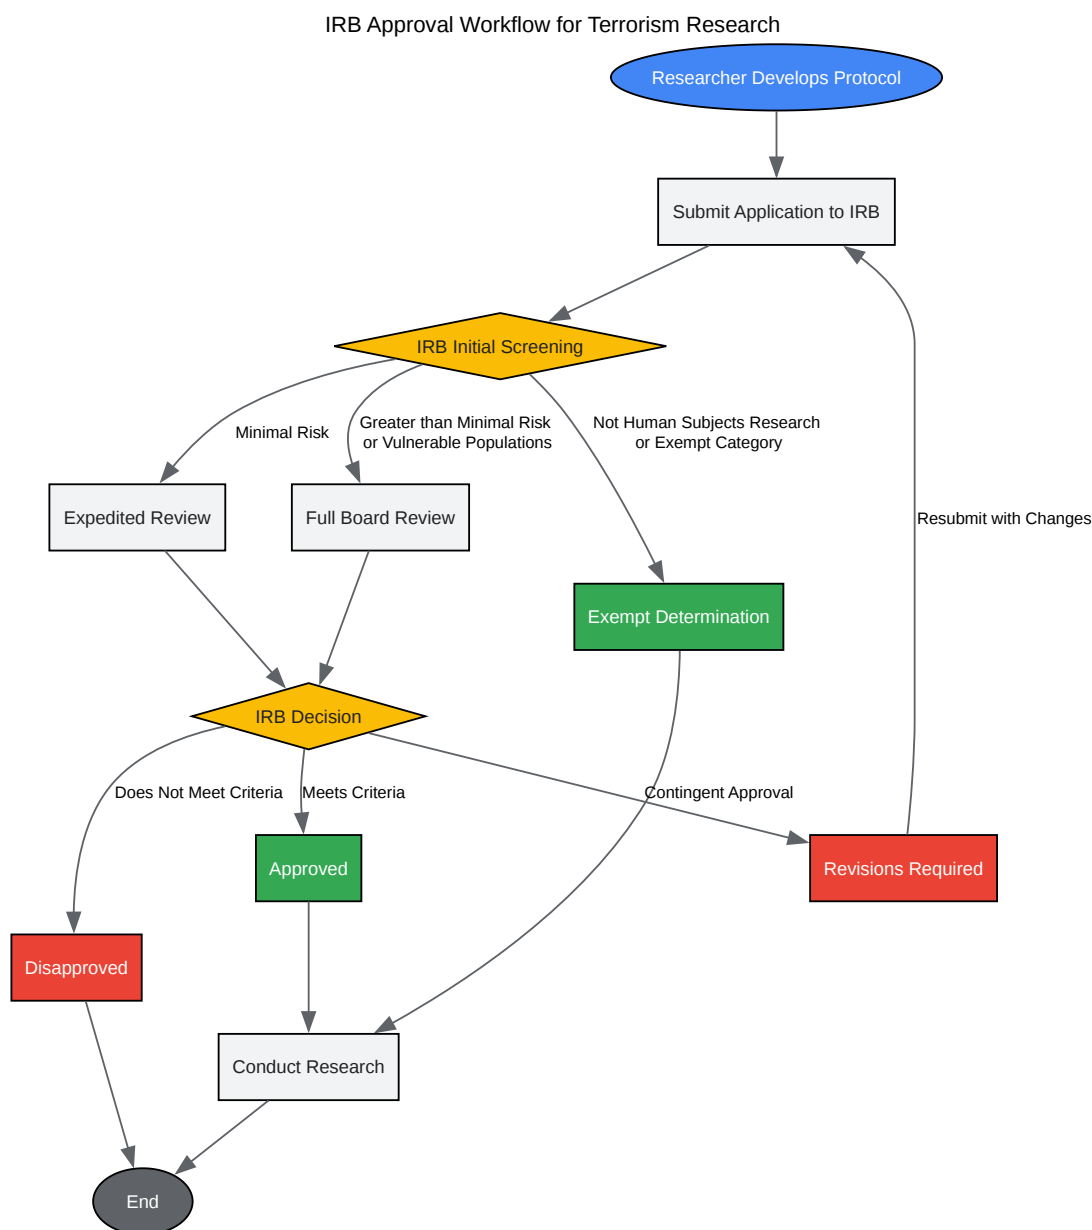 IRB Approval Workflow for Terrorism Research
Researcher Develops Protocol
Submit Application to IRB
IRB Initial Screening
Minimal Risk
Greater than Minimal Risk
or Vulnerable Populations
Not Human Subjects Research
or Exempt Category
Expedited Review
Full Board Review
Resubmit with Changes
Exempt Determination
IRB Decision
Does Not Meet Criteria
Meets Criteria
Contingent Approval
Approved
Revisions Required
Disapproved
Conduct Research
End